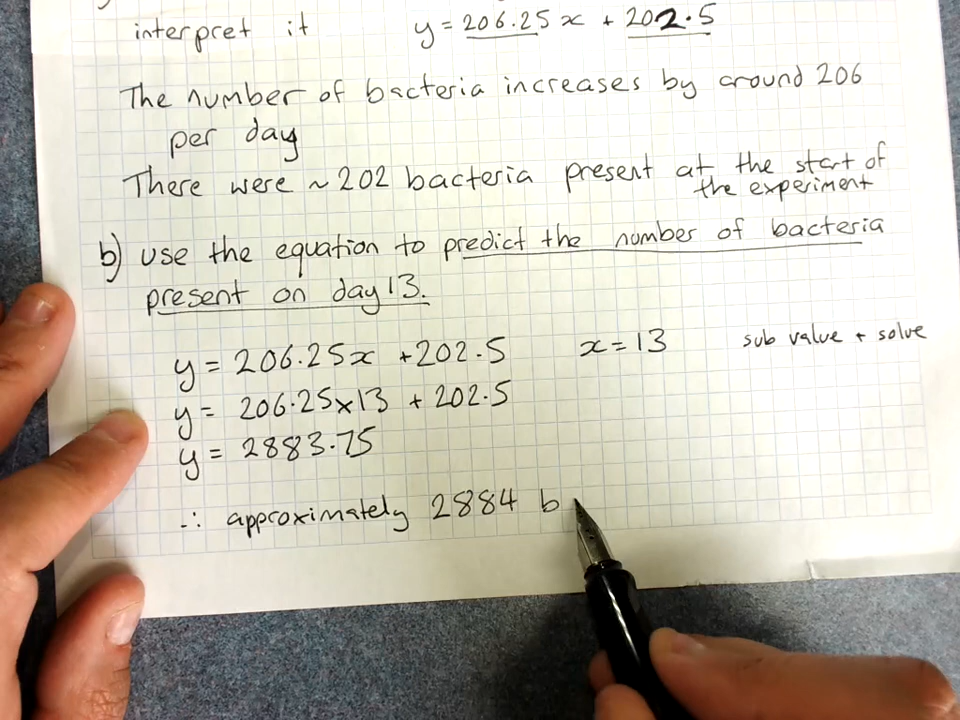 interpret it y = 206.25x + 202.5
The number of bacteria increases by around 206
per day
There were ~202 bacteria present at the start of
the experiment
b) use the equation to predict the number of bacteria
present on day 13.
y = 206.25x + 202.5 x = 13 sub value + solve
y = 206.25×13 + 202.5
y = 2883.75
∴ approximately 2884 b